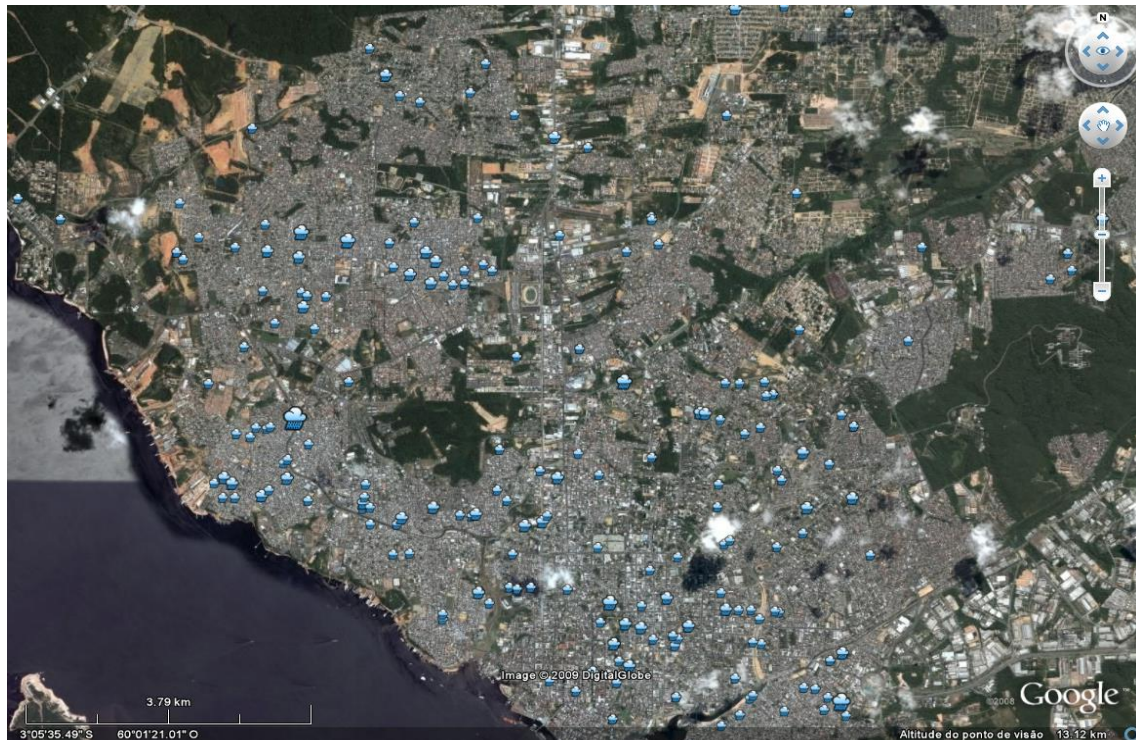 N
Image © 2009 DigitalGlobe
3.79 km
©2008 Google
3°05'35.49" S 60°01'21.01" O
Altitude do ponto de visão 13.12 km